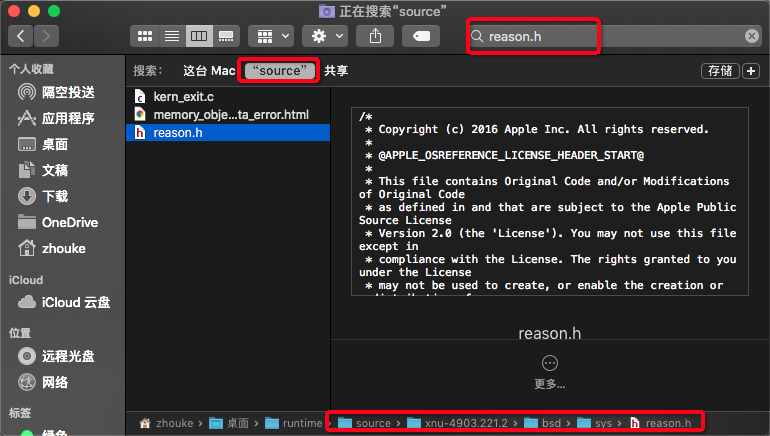 正在搜索“source”
reason.h
个人收藏
隔空投送
应用程序
桌面
文稿
下载
OneDrive
zhouke
iCloud
iCloud 云盘
位置
远程光盘
网络
标签
绿色
搜索： 这台 Mac “source” 共享 存储 +
kern_exit.c
memory_obje...ta_error.html
reason.h
/*
* Copyright (c) 2016 Apple Inc. All rights reserved.
*
* @APPLE_OSREFERENCE_LICENSE_HEADER_START@
*
* This file contains Original Code and/or Modifications
of Original Code
* as defined in and that are subject to the Apple Public
Source License
* Version 2.0 (the 'License'). You may not use this file
except in
* compliance with the License. The rights granted to you
under the License
* may not be used to create, or enable the creation or
reason.h
更多...
zhouke › 桌面 › runtime › source › xnu-4903.221.2 › bsd › sys › reason.h